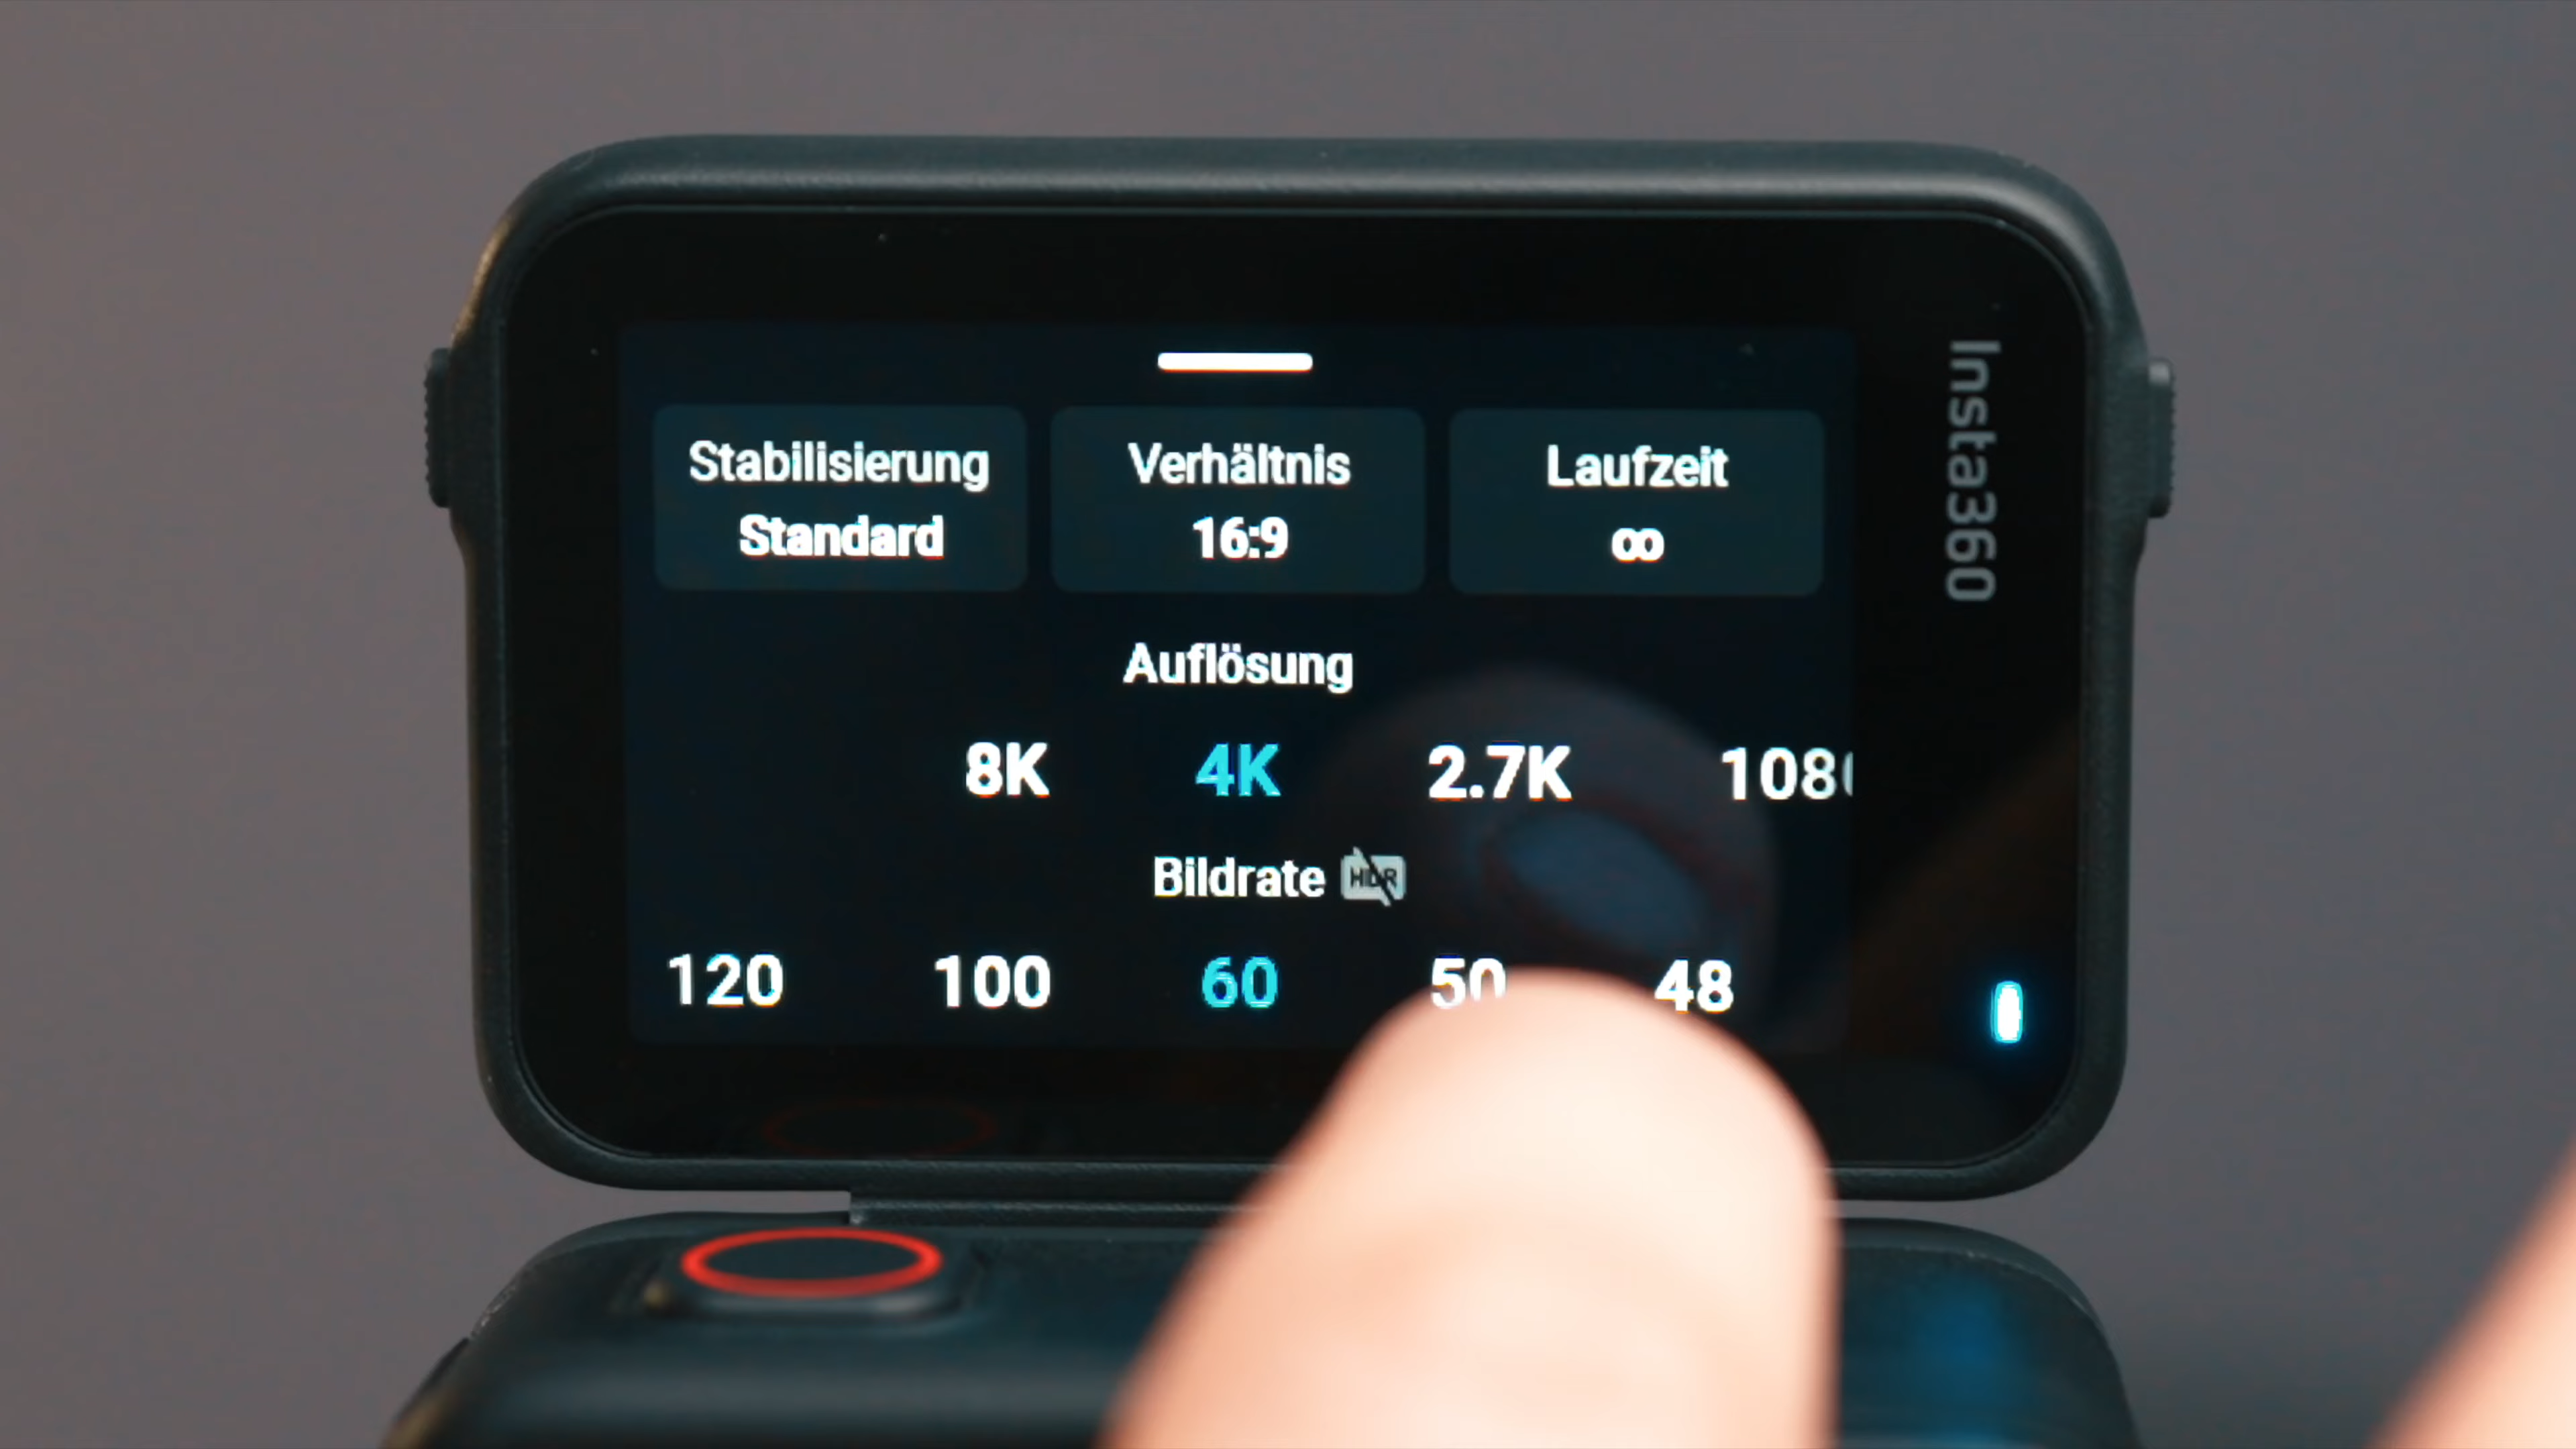 Stabilisierung
Standard
Verhältnis
16:9
Laufzeit
∞
Insta360
Auflösung
8K 4K 2.7K 108
Bildrate HDR
120 100 60 50 48